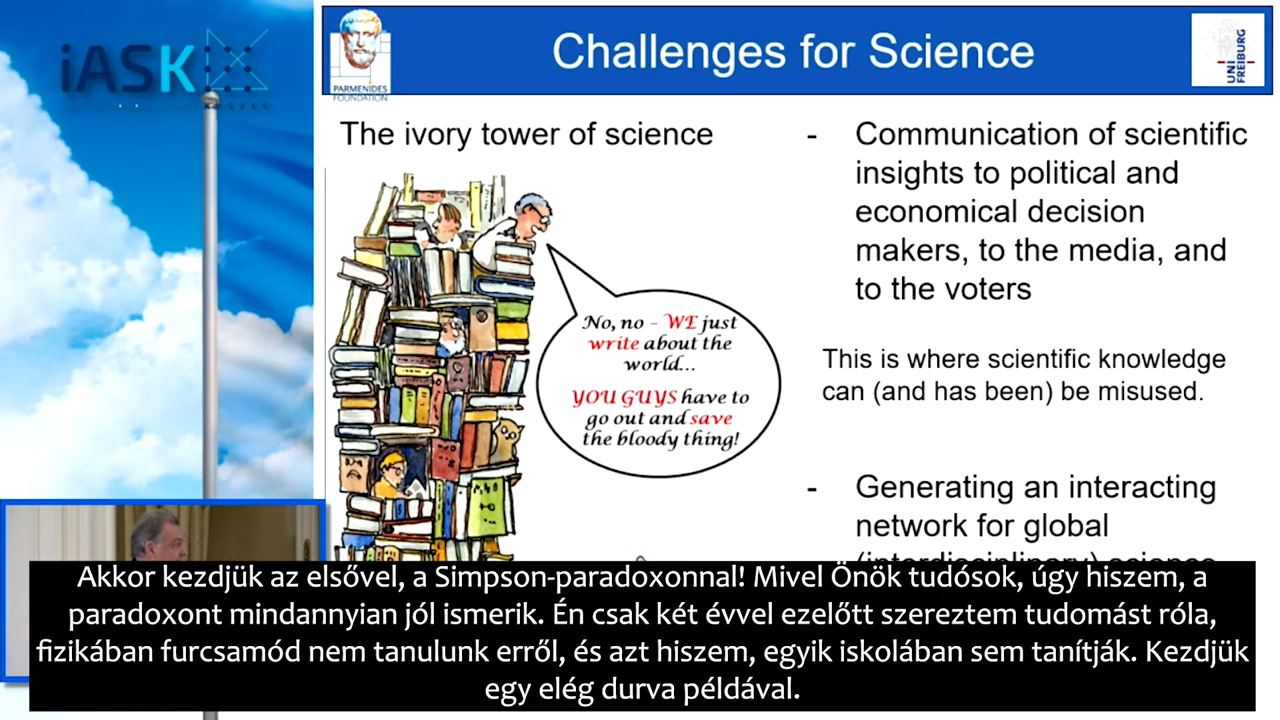 iASK
KŐSZEG
PARMENIDES
FOUNDATION
Challenges for Science
UNI
FREIBURG
The ivory tower of science
No, no – WE just
write about the
world...
YOU GUYS have to
go out and save
the bloody thing!
- Communication of scientific
insights to political and
economical decision
makers, to the media, and
to the voters
This is where scientific knowledge
can (and has been) be misused.
- Generating an interacting
network for global
(interdisciplinary) science
Akkor kezdjük az elsővel, a Simpson-paradoxonnal! Mivel Önök tudósok, úgy hiszem, a
paradoxont mindannyian jól ismerik. Én csak két évvel ezelőtt szereztem tudomást róla,
fizikában furcsamód nem tanulunk erről, és azt hiszem, egyik iskolában sem tanítják. Kezdjük
egy elég durva példával.